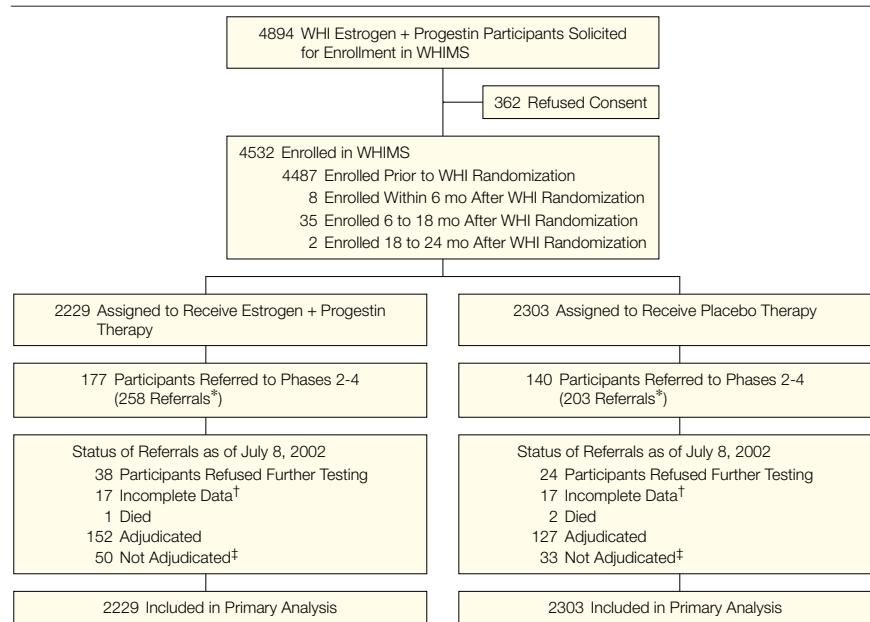 4894 WHI Estrogen + Progestin Participants Solicited
for Enrollment in WHIMS
362 Refused Consent
4532 Enrolled in WHIMS
4487 Enrolled Prior to WHI Randomization
8 Enrolled Within 6 mo After WHI Randomization
35 Enrolled 6 to 18 mo After WHI Randomization
2 Enrolled 18 to 24 mo After WHI Randomization
2229 Assigned to Receive Estrogen + Progestin
Therapy
177 Participants Referred to Phases 2-4
(258 Referrals*)
Status of Referrals as of July 8, 2002
38 Participants Refused Further Testing
17 Incomplete Data†
1 Died
152 Adjudicated
50 Not Adjudicated‡
2229 Included in Primary Analysis
2303 Assigned to Receive Placebo Therapy
140 Participants Referred to Phases 2-4
(203 Referrals*)
Status of Referrals as of July 8, 2002
24 Participants Refused Further Testing
17 Incomplete Data†
2 Died
127 Adjudicated
33 Not Adjudicated‡
2303 Included in Primary Analysis